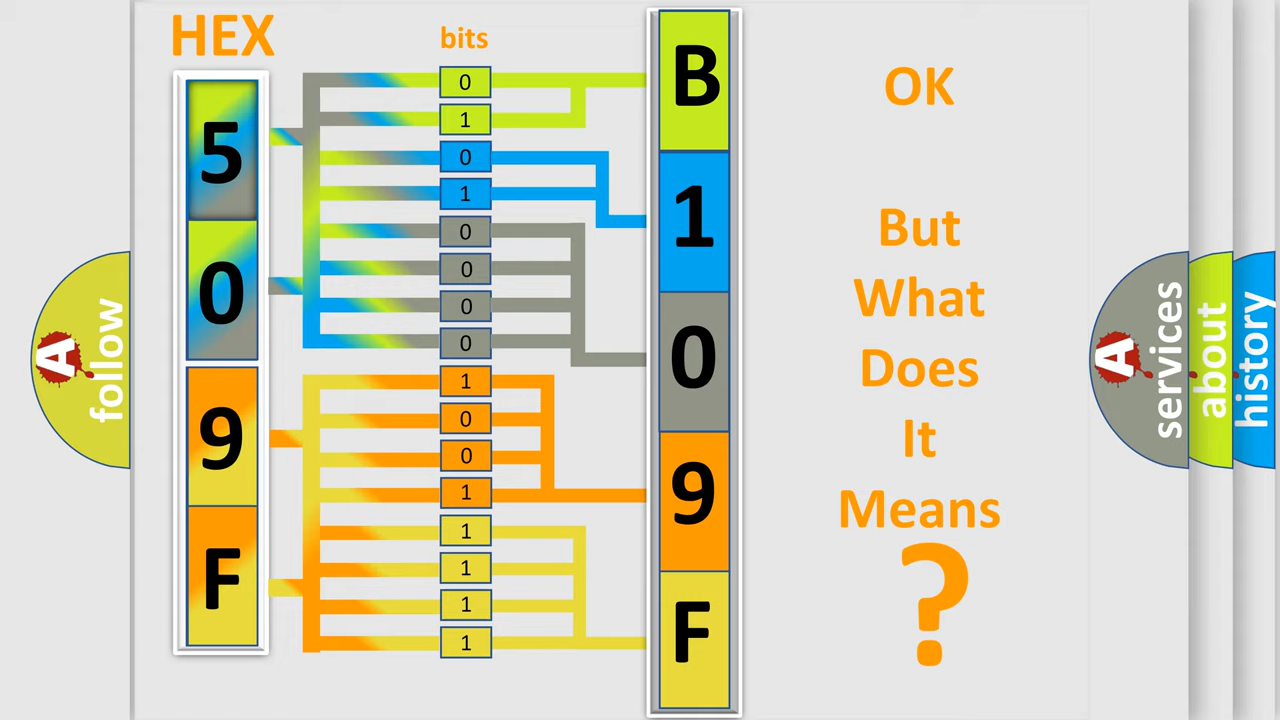 HEX
bits
5
0
9
F
0
1
0
1
0
0
0
0
1
0
0
1
1
1
1
1
B
1
0
9
F
OK
But
What
Does
It
Means
?
A
follow
A
services
about
history